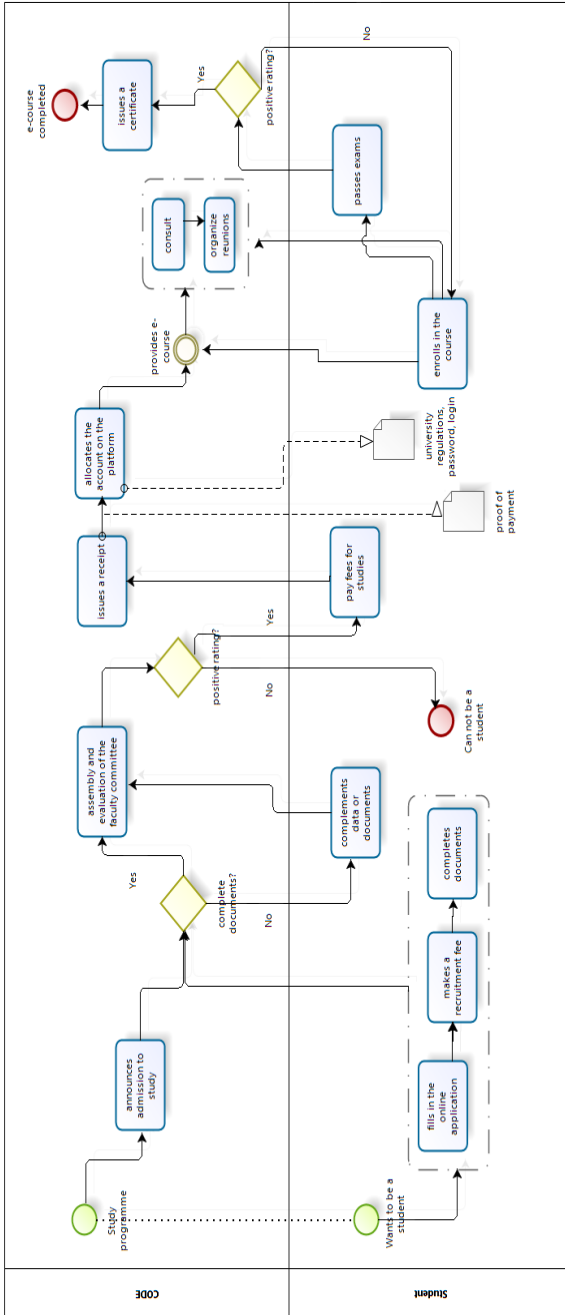 CODE
Study
programme
announces
admission to
study
complete
documents?
Yes
No
assembly and
evaluation of the
faculty committee
positive rating?
Yes
No
issues a receipt
allocates the
account on the
platform
provides e-
course
consult
organize
reunions
positive rating?
Yes
No
issues a
certificate
e-course
completed
Student
Wants to be a
student
fills in the
online
application
makes a
recruitment fee
completes
documents
complements
data or
documents
Can not be a
student
pay fees for
studies
proof of
payment
university
regulations,
password, login
enrolls in the
course
passes exams